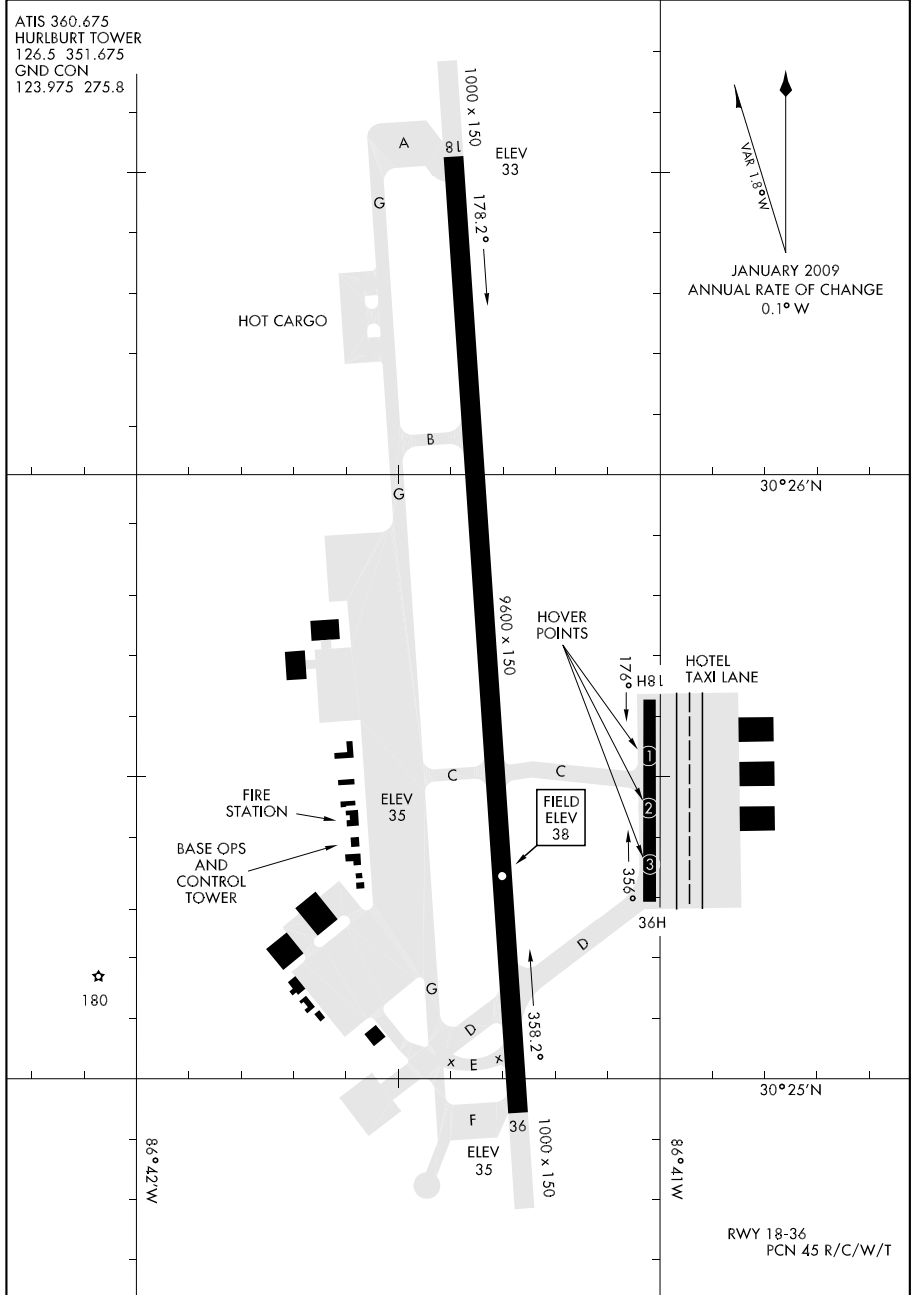 ATIS 360.675
HURLBURT TOWER
126.5 351.675
GND CON
123.975 275.8
1000 x 150
A
18
ELEV
33
G
178.2°
VAR 1.8°W
JANUARY 2009
ANNUAL RATE OF CHANGE
0.1° W
HOT CARGO
B
G
30°26'N
9600 x 150
HOVER
POINTS
176°
18H
HOTEL
TAXI LANE
1
C
C
2
FIRE
STATION
ELEV
35
FIELD
ELEV
38
BASE OPS
AND
CONTROL
TOWER
3
356°
36H
D
180
G
D
358.2°
x
E
x
30°25'N
F
36
ELEV
35
1000 x 150
86°42'W
86°41W
RWY 18-36
PCN 45 R/C/W/T